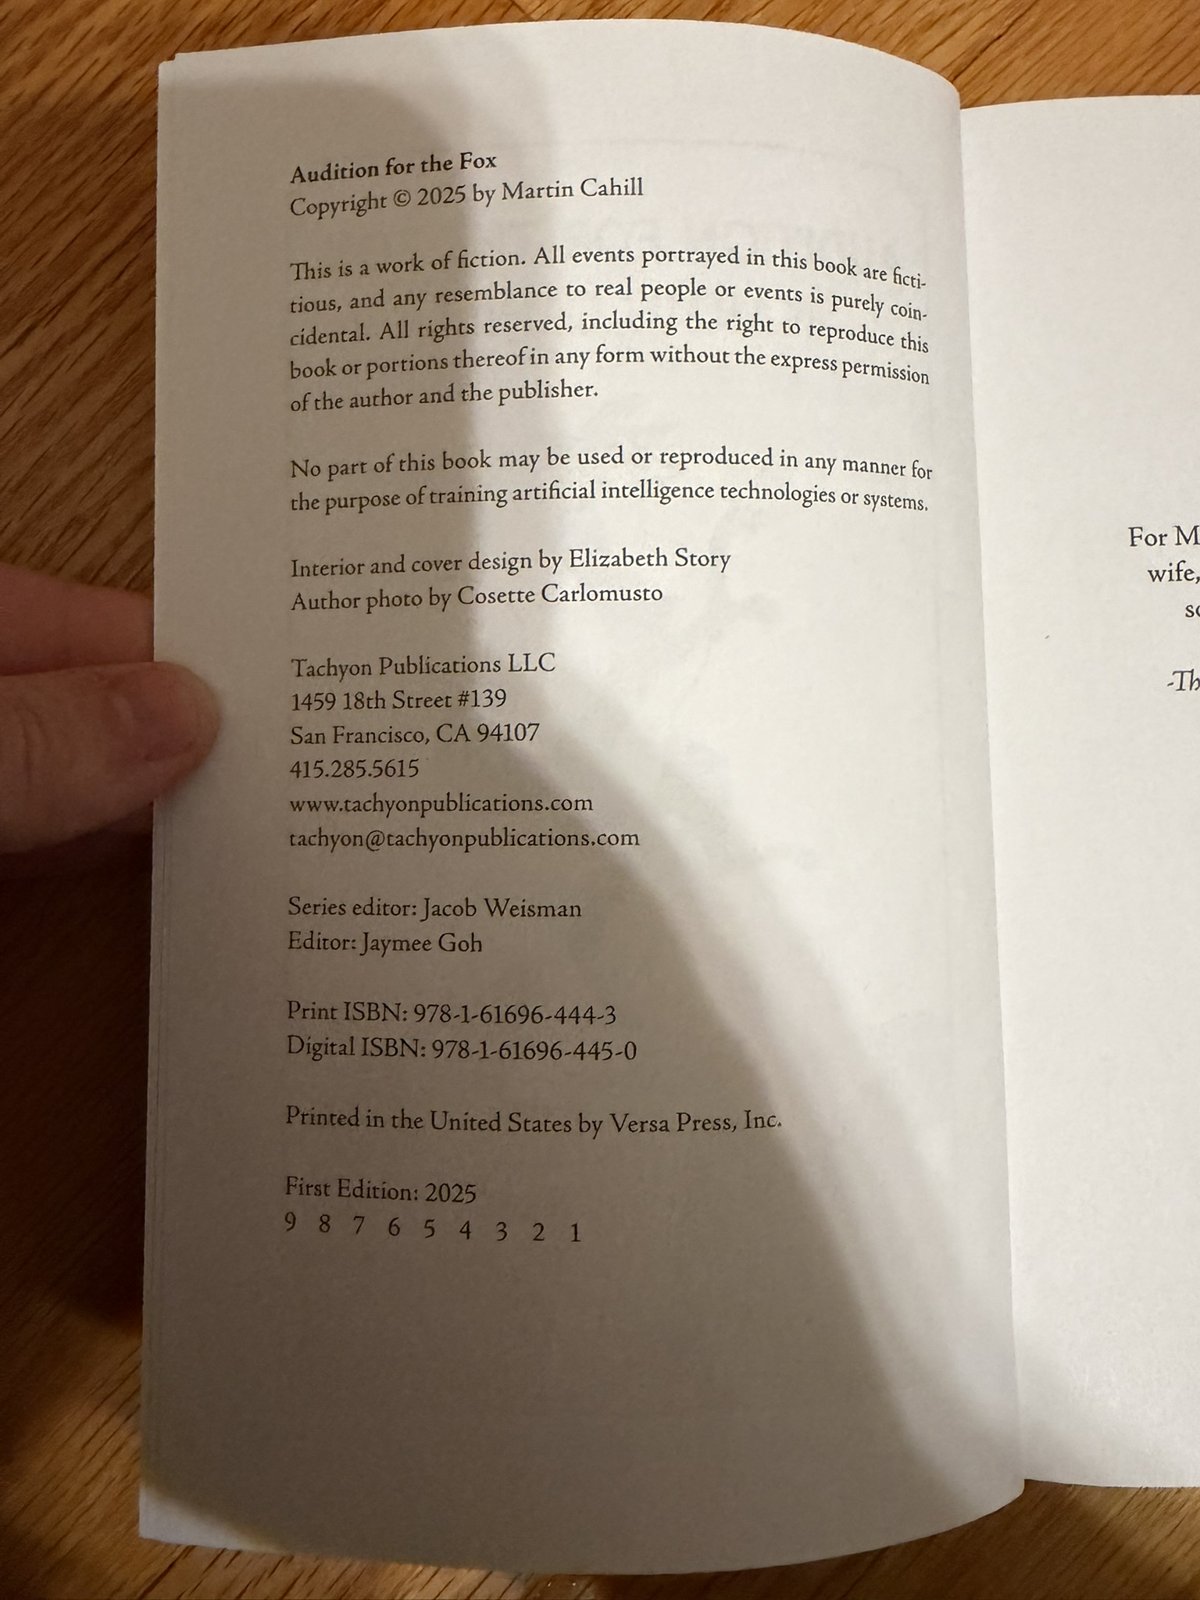 Audition for the Fox
Copyright © 2025 by Martin Cahill
This is a work of fiction. All events portrayed in this book are ficti-
tious, and any resemblance to real people or events is purely coin-
cidental. All rights reserved, including the right to reproduce this
book or portions thereof in any form without the express permission
of the author and the publisher.
No part of this book may be used or reproduced in any manner for
the purpose of training artificial intelligence technologies or systems.
Interior and cover design by Elizabeth Story
Author photo by Cosette Carlomusto
Tachyon Publications LLC
1459 18th Street #139
San Francisco, CA 94107
415.285.5615
www.tachyonpublications.com
tachyon@tachyonpublications.com
Series editor: Jacob Weisman
Editor: Jaymee Goh
Print ISBN: 978-1-61696-444-3
Digital ISBN: 978-1-61696-445-0
Printed in the United States by Versa Press, Inc.
First Edition: 2025
9 8 7 6 5 4 3 2 1
For
wife,